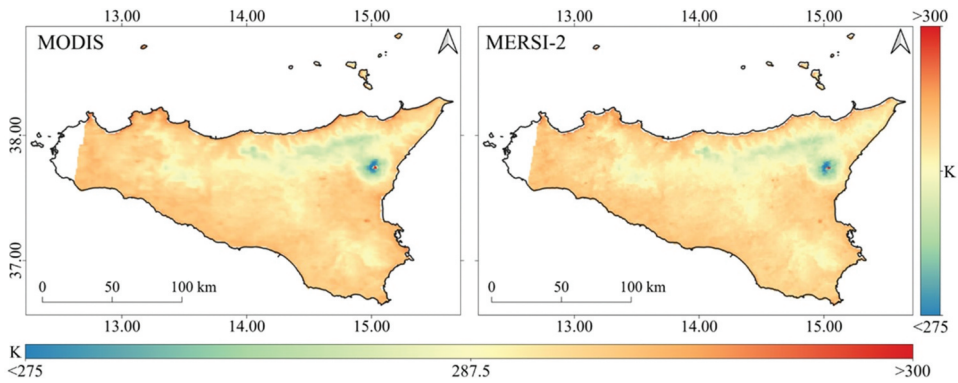 13.00 14.00 15.00 13.00 14.00 15.00 >300
MODIS MERSI-2
38.00
K
37.00
0 50 100 km 0 50 100 km
<275
13.00 14.00 15.00 13.00 14.00 15.00
K
<275 287.5 >300